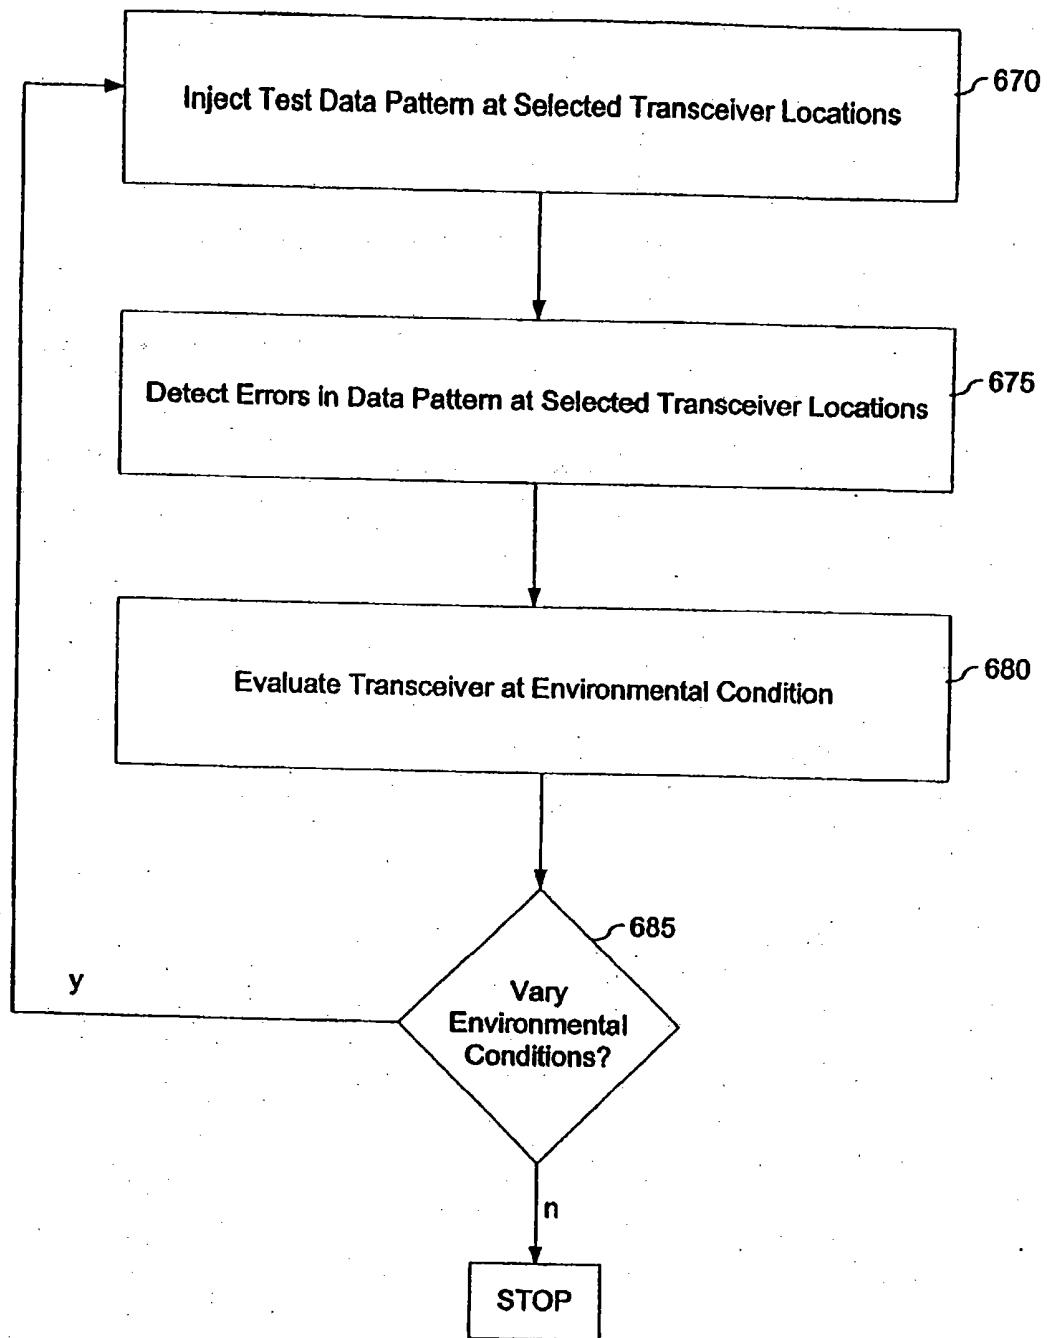 Inject Test Data Pattern at Selected Transceiver Locations
670
Detect Errors in Data Pattern at Selected Transceiver Locations
675
Evaluate Transceiver at Environmental Condition
680
685
Vary
Environmental
Conditions?
y
n
STOP